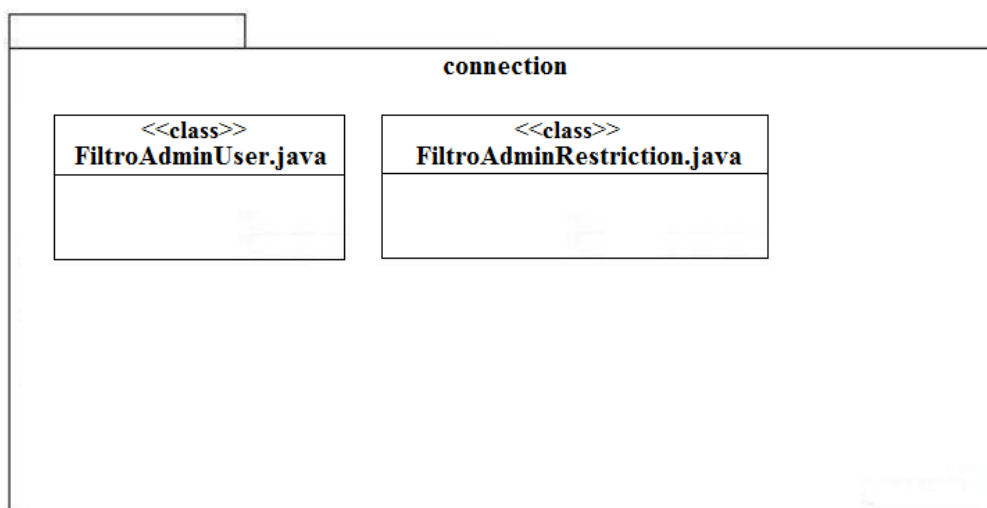 connection
<<class>>
FiltroAdminUser.java
<<class>>
FiltroAdminRestriction.java